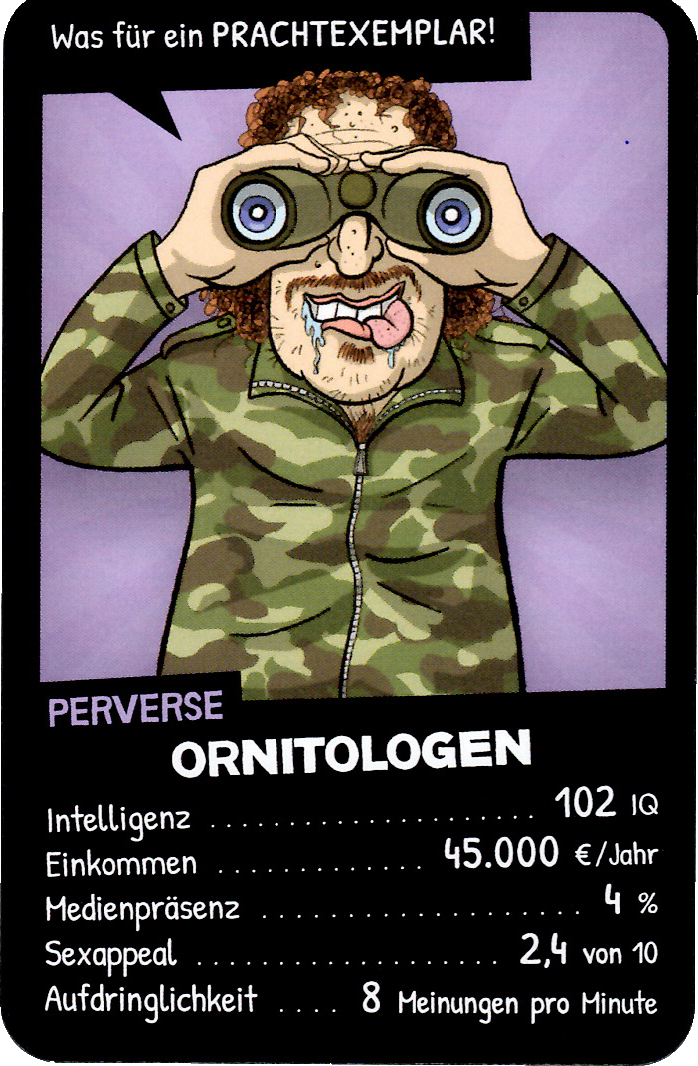 Was für ein PRACHTEXEMPLAR!
PERVERSE
ORNITOLOGEN
Intelligenz ....................... 102 IQ
Einkommen .............. 45.000 €/Jahr
Medienpräsenz .................... 4 %
Sexappeal .................... 2,4 von 10
Aufdringlichkeit .... 8 Meinungen pro Minute